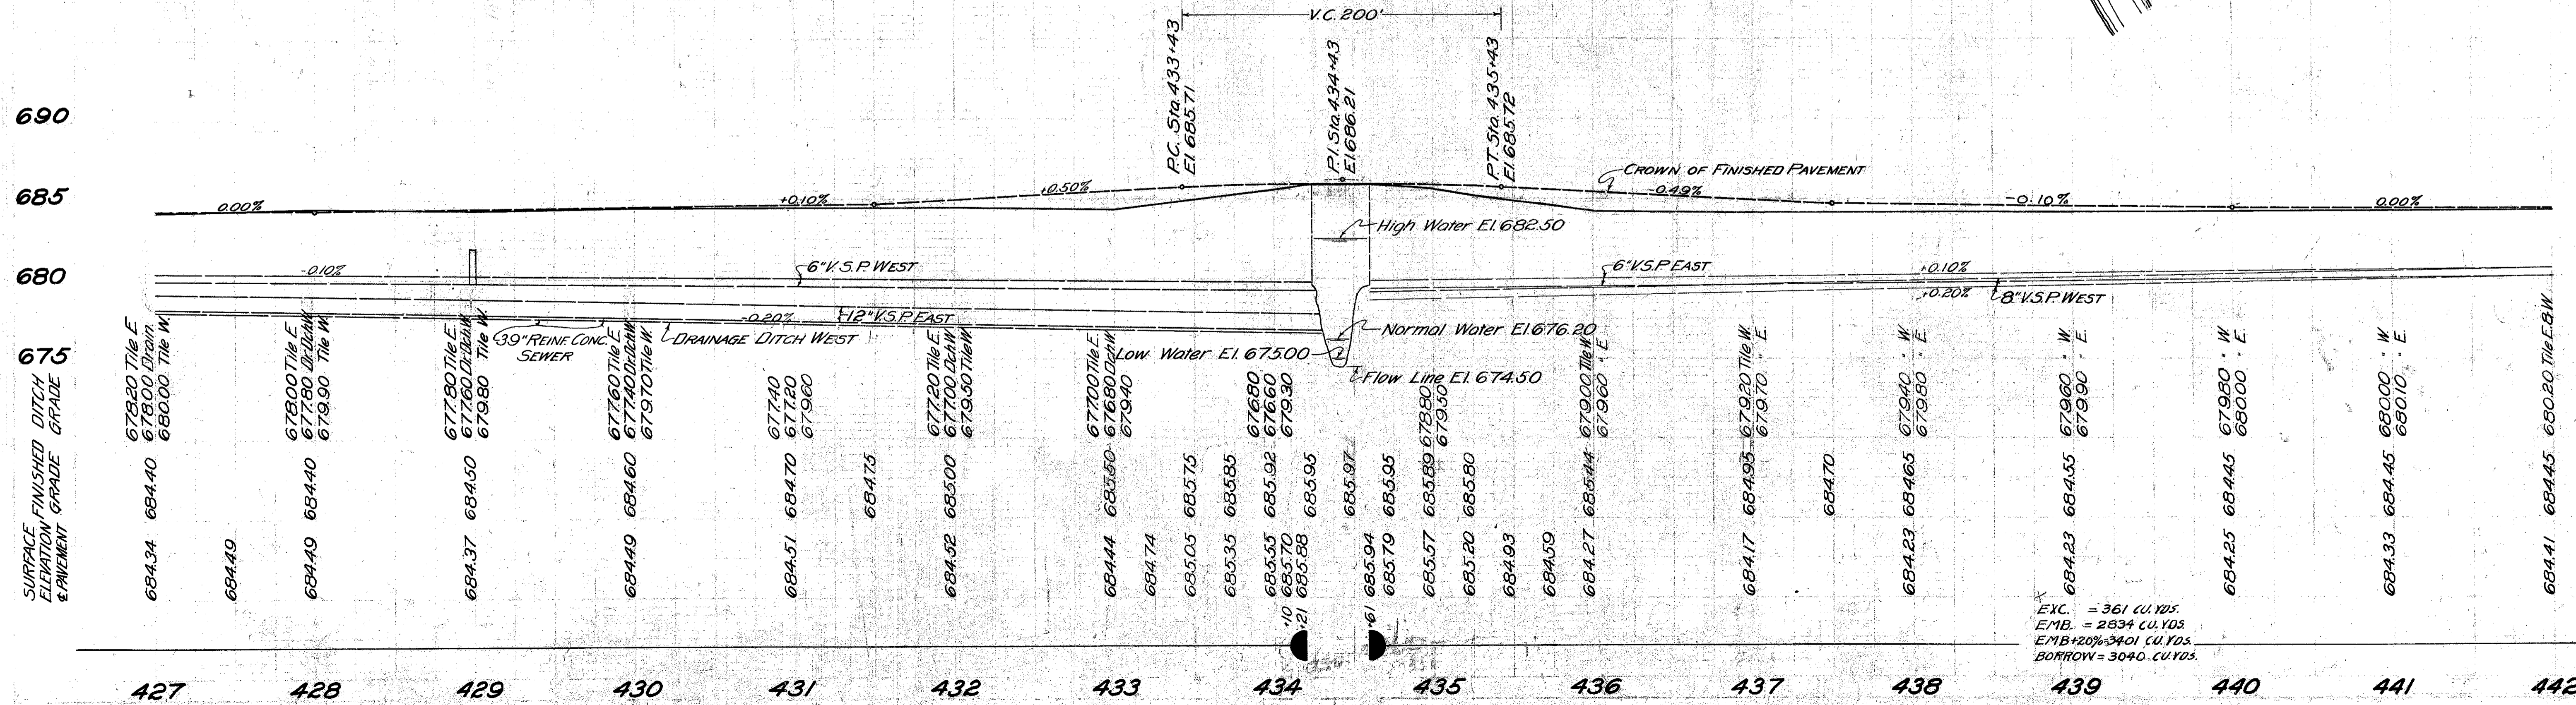 V.C. 200'
P.C. Sta. 433+43
El. 685.71
P.I. Sta. 434+43
El. 686.21
P.T. Sta. 435+43
El. 685.72
690
685
680
675
0.00%
+0.10%
+0.50%
CROWN OF FINISHED PAVEMENT
-0.49%
-0.10%
0.00%
High Water El. 682.50
-0.10%
6" V.S.P. WEST
6" V.S.P. EAST
+0.10%
+0.20%
8" V.S.P. WEST
-0.20%
12" V.S.P. EAST
39" REINF. CONC.
SEWER
DRAINAGE DITCH WEST
Normal Water El. 676.20
Low Water El. 675.00
Flow Line El. 674.50
DITCH
GRADE
678.20 Tile E.
678.00 Drain.
680.00 Tile W.
678.00 Tile E.
677.80 Dr. Dch. W.
679.90 Tile W.
677.80 Tile E.
677.60 Dr. Dch. W.
679.80 Tile W.
677.60 Tile E.
677.40 Dr. Dch. W.
679.70 Tile W.
677.40
677.20
679.60
677.20 Tile E.
677.00 Dch. W.
679.50 Tile W.
677.00 Tile E.
676.80 Dch. W.
679.40
676.80
676.60
679.30
678.80
679.50
679.00 Tile W.
679.60 " E.
679.20 Tile W.
679.70 " E.
679.40 " W.
679.80 " E.
679.60 " W.
679.90 " E.
679.80 " W.
680.00 " E.
680.00 " W.
680.10 " E.
680.20 Tile E.&W.
FINISHED
GRADE
684.40
684.40
684.50
684.60
684.70
684.75
685.00
685.50
685.75
685.85
685.92
685.95
685.97
685.95
685.89
685.80
685.44
684.95
684.70
684.65
684.55
684.45
684.45
684.45
SURFACE
ELEVATION
℄ PAVEMENT
684.34
684.49
684.49
684.37
684.49
684.51
684.52
684.44
684.74
685.05
685.35
685.55
+10 685.70
+21 685.88
+61 685.94
685.79
685.57
685.20
684.93
684.59
684.27
684.17
684.23
684.23
684.25
684.33
684.41
EXC. = 361 CU. YDS.
EMB. = 2834 CU. YDS.
EMB+20%=3401 CU. YDS.
BORROW = 3040 CU. YDS.
427 428 429 430 431 432 433 434 435 436 437 438 439 440 441 442